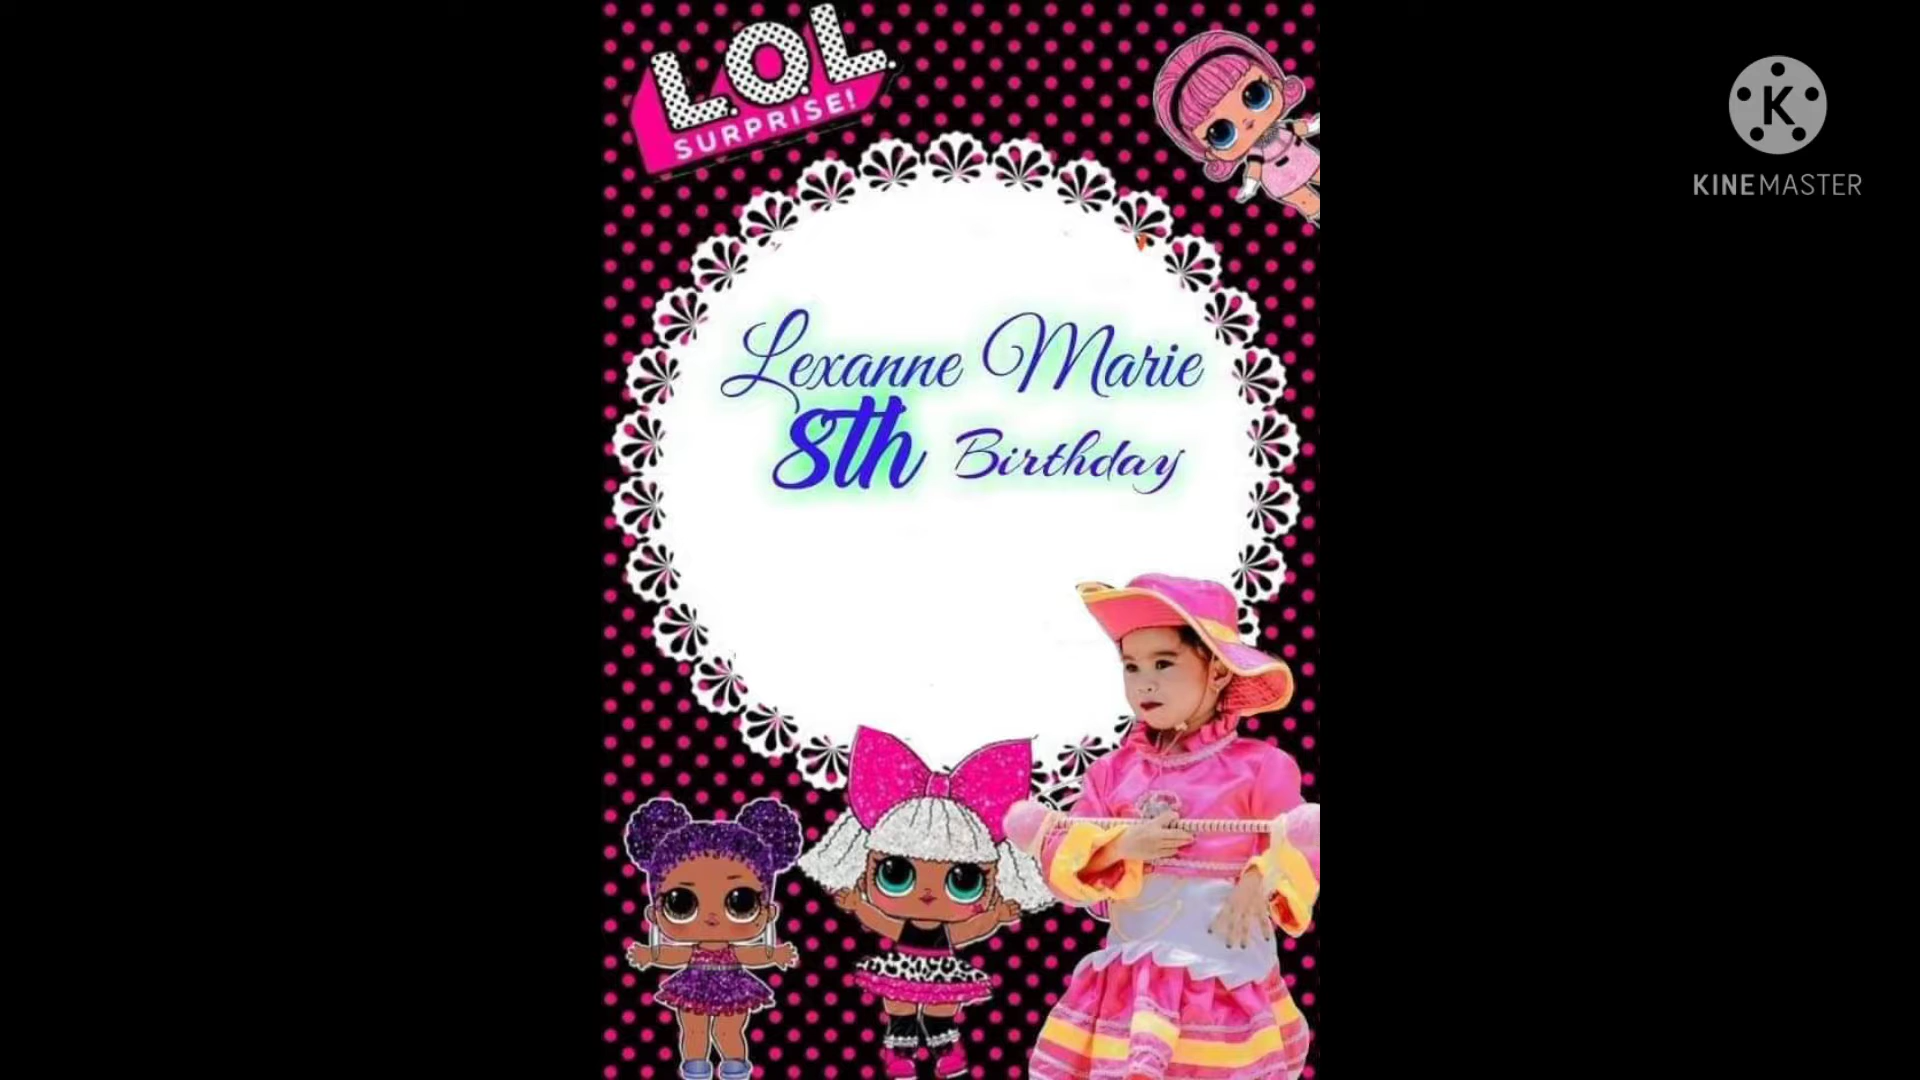 L.O.L.
SURPRISE!
K
KINEMASTER
Lexanne Marie
8th Birthday